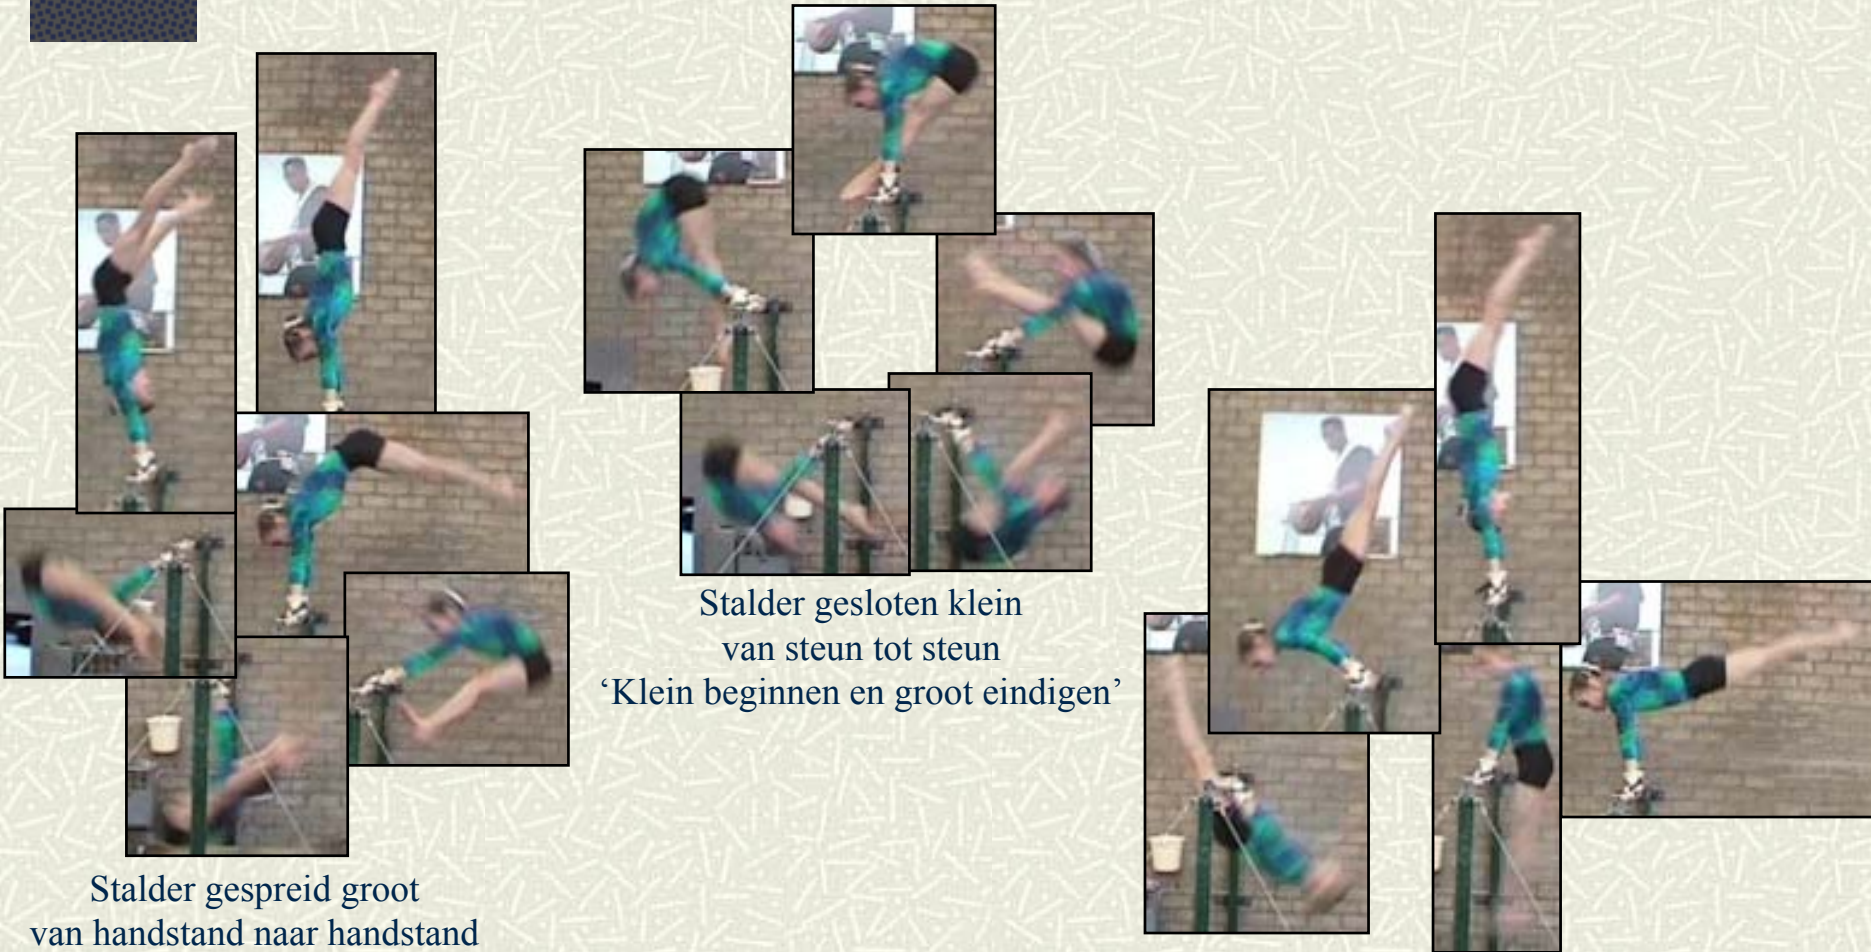 Stalder gesloten klein
van steun tot steun
‘Klein beginnen en groot eindigen’
Stalder gespreid groot
van handstand naar handstand